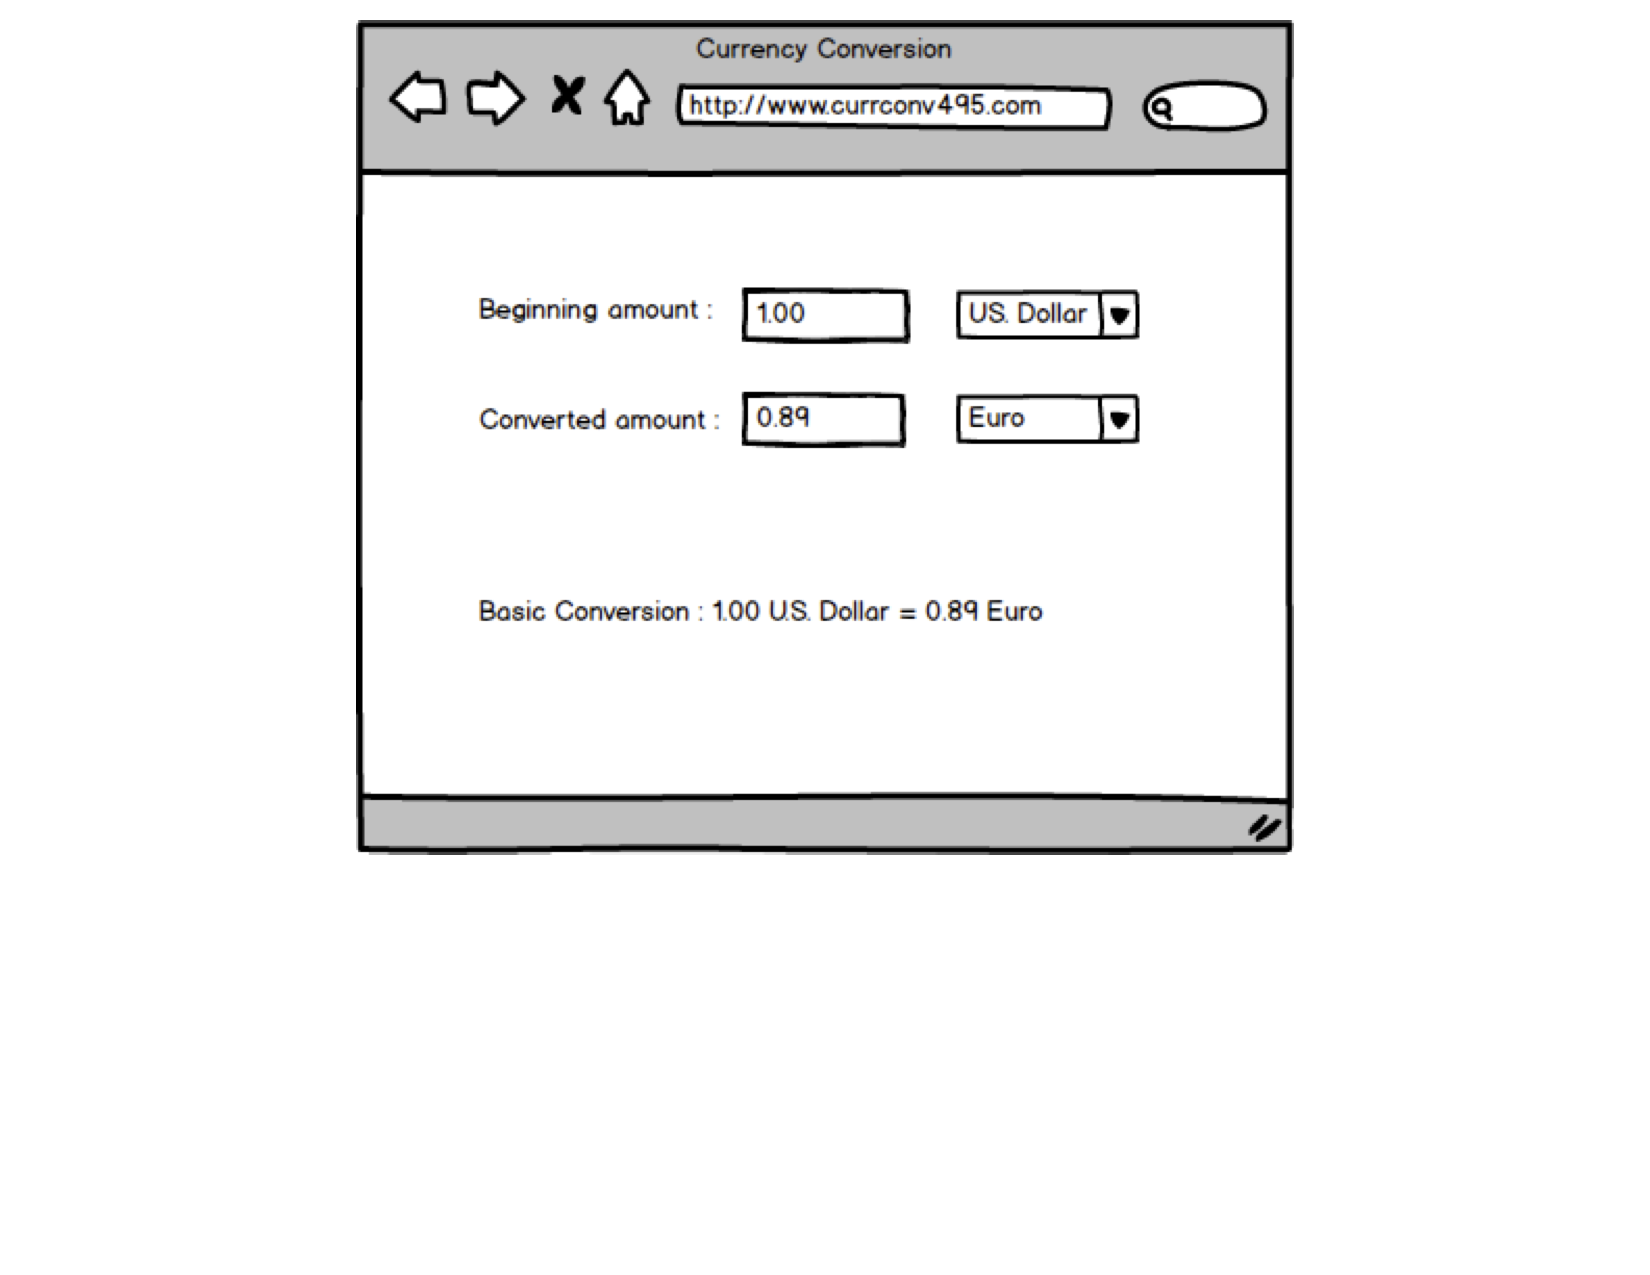 Currency Conversion
http://www.currconv495.com
Beginning amount : 1.00 US. Dollar
Converted amount : 0.89 Euro
Basic Conversion : 1.00 U.S. Dollar = 0.89 Euro